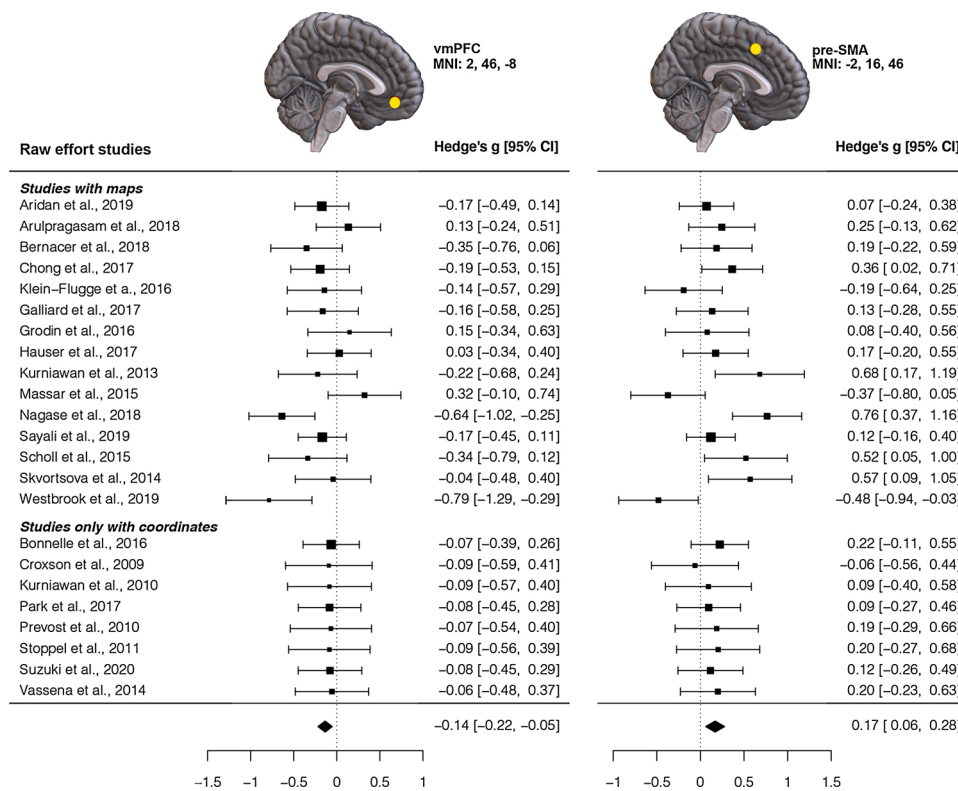 vmPFC
MNI: 2, 46, -8
pre-SMA
MNI: -2, 16, 46
Raw effort studies Hedge's g [95% CI] Hedge's g [95% CI]
Studies with maps
Aridan et al., 2019 −0.17 [−0.49, 0.14] 0.07 [−0.24, 0.38]
Arulpragasam et al., 2018 0.13 [−0.24, 0.51] 0.25 [−0.13, 0.62]
Bernacer et al., 2018 −0.35 [−0.76, 0.06] 0.19 [−0.22, 0.59]
Chong et al., 2017 −0.19 [−0.53, 0.15] 0.36 [ 0.02, 0.71]
Klein−Flugge et a., 2016 −0.14 [−0.57, 0.29] −0.19 [−0.64, 0.25]
Galliard et al., 2017 −0.16 [−0.58, 0.25] 0.13 [−0.28, 0.55]
Grodin et al., 2016 0.15 [−0.34, 0.63] 0.08 [−0.40, 0.56]
Hauser et al., 2017 0.03 [−0.34, 0.40] 0.17 [−0.20, 0.55]
Kurniawan et al., 2013 −0.22 [−0.68, 0.24] 0.68 [ 0.17, 1.19]
Massar et al., 2015 0.32 [−0.10, 0.74] −0.37 [−0.80, 0.05]
Nagase et al., 2018 −0.64 [−1.02, −0.25] 0.76 [ 0.37, 1.16]
Sayali et al., 2019 −0.17 [−0.45, 0.11] 0.12 [−0.16, 0.40]
Scholl et al., 2015 −0.34 [−0.79, 0.12] 0.52 [ 0.05, 1.00]
Skvortsova et al., 2014 −0.04 [−0.48, 0.40] 0.57 [ 0.09, 1.05]
Westbrook et al., 2019 −0.79 [−1.29, −0.29] −0.48 [−0.94, −0.03]
Studies only with coordinates
Bonnelle et al., 2016 −0.07 [−0.39, 0.26] 0.22 [−0.11, 0.55]
Croxson et al., 2009 −0.09 [−0.59, 0.41] −0.06 [−0.56, 0.44]
Kurniawan et al., 2010 −0.09 [−0.57, 0.40] 0.09 [−0.40, 0.58]
Park et al., 2017 −0.08 [−0.45, 0.28] 0.09 [−0.27, 0.46]
Prevost et al., 2010 −0.07 [−0.54, 0.40] 0.19 [−0.29, 0.66]
Stoppel et al., 2011 −0.09 [−0.56, 0.39] 0.20 [−0.27, 0.68]
Suzuki et al., 2020 −0.08 [−0.45, 0.29] 0.12 [−0.26, 0.49]
Vassena et al., 2014 −0.06 [−0.48, 0.37] 0.20 [−0.23, 0.63]
−0.14 [−0.22, −0.05] 0.17 [ 0.06, 0.28]
−1.5 −1 −0.5 0 0.5 1 −1 −0.5 0 0.5 1 1.5